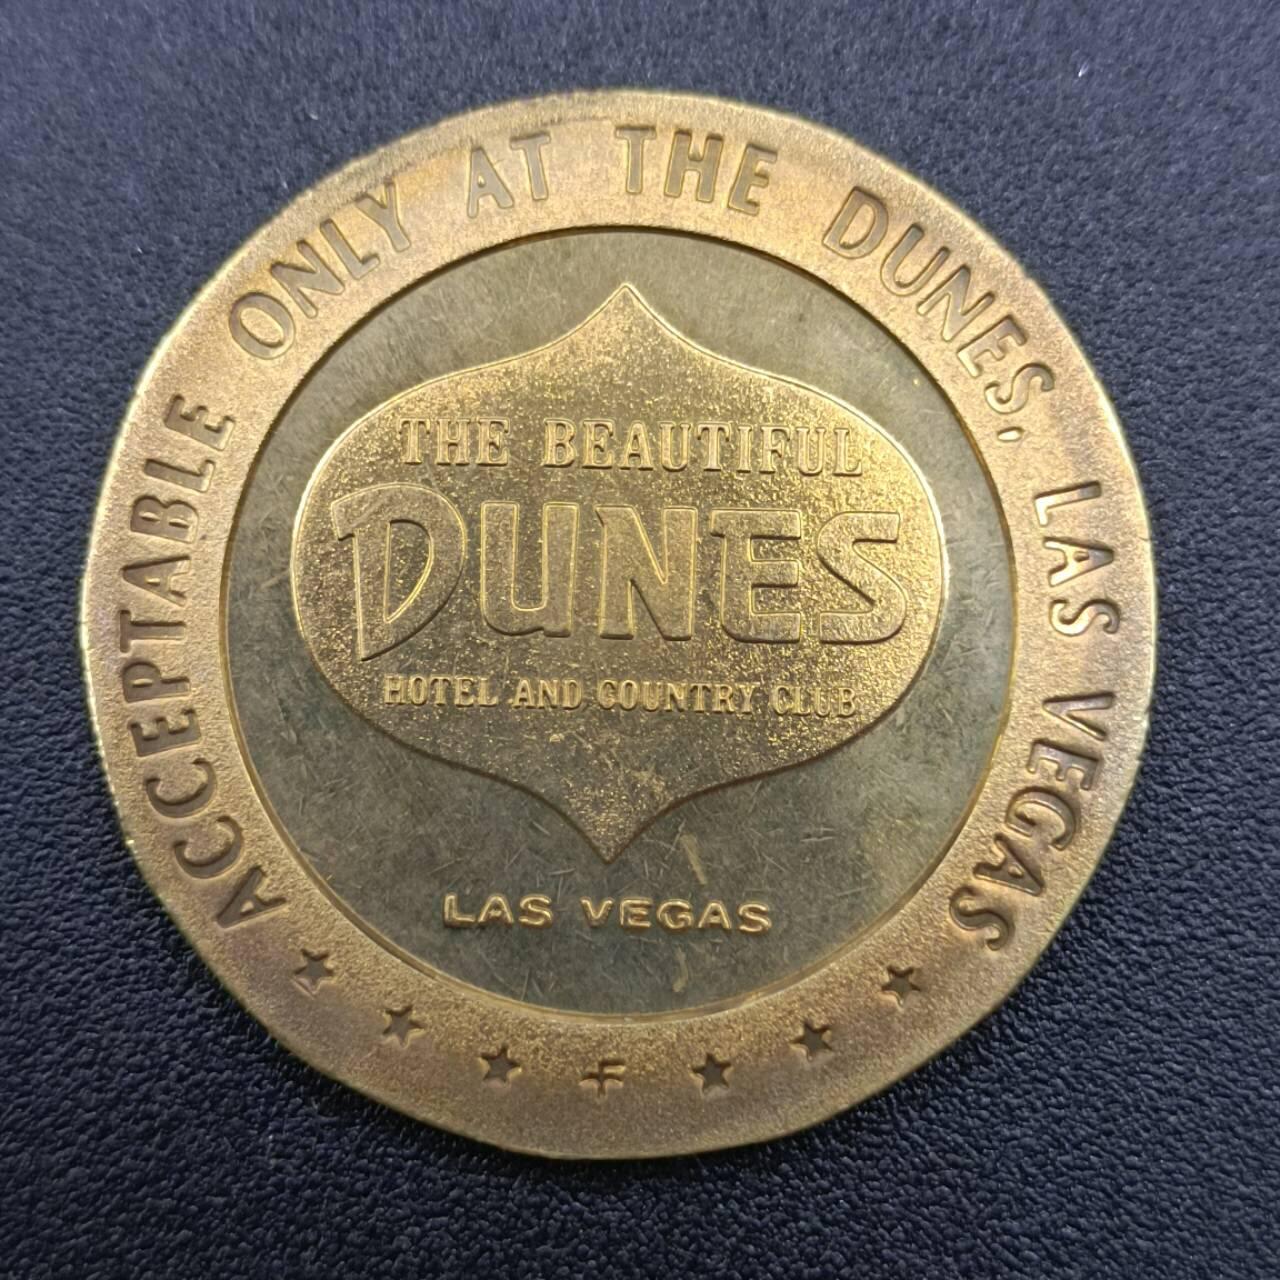 ACCEPTABLE ONLY AT THE DUNES, LAS VEGAS
THE BEAUTIFUL
DUNES
HOTEL AND COUNTRY CLUB
LAS VEGAS
F